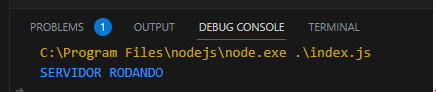 PROBLEMS 1 OUTPUT DEBUG CONSOLE TERMINAL
C:\Program Files\nodejs\node.exe .\index.js
SERVIDOR RODANDO